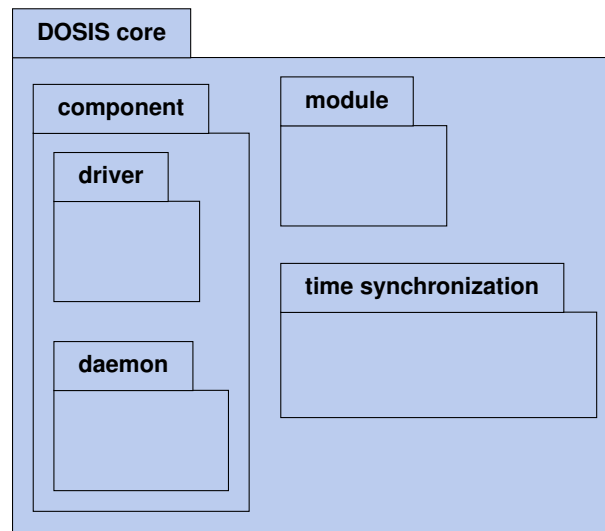 DOSIS core
component
module
driver
time synchronization
daemon